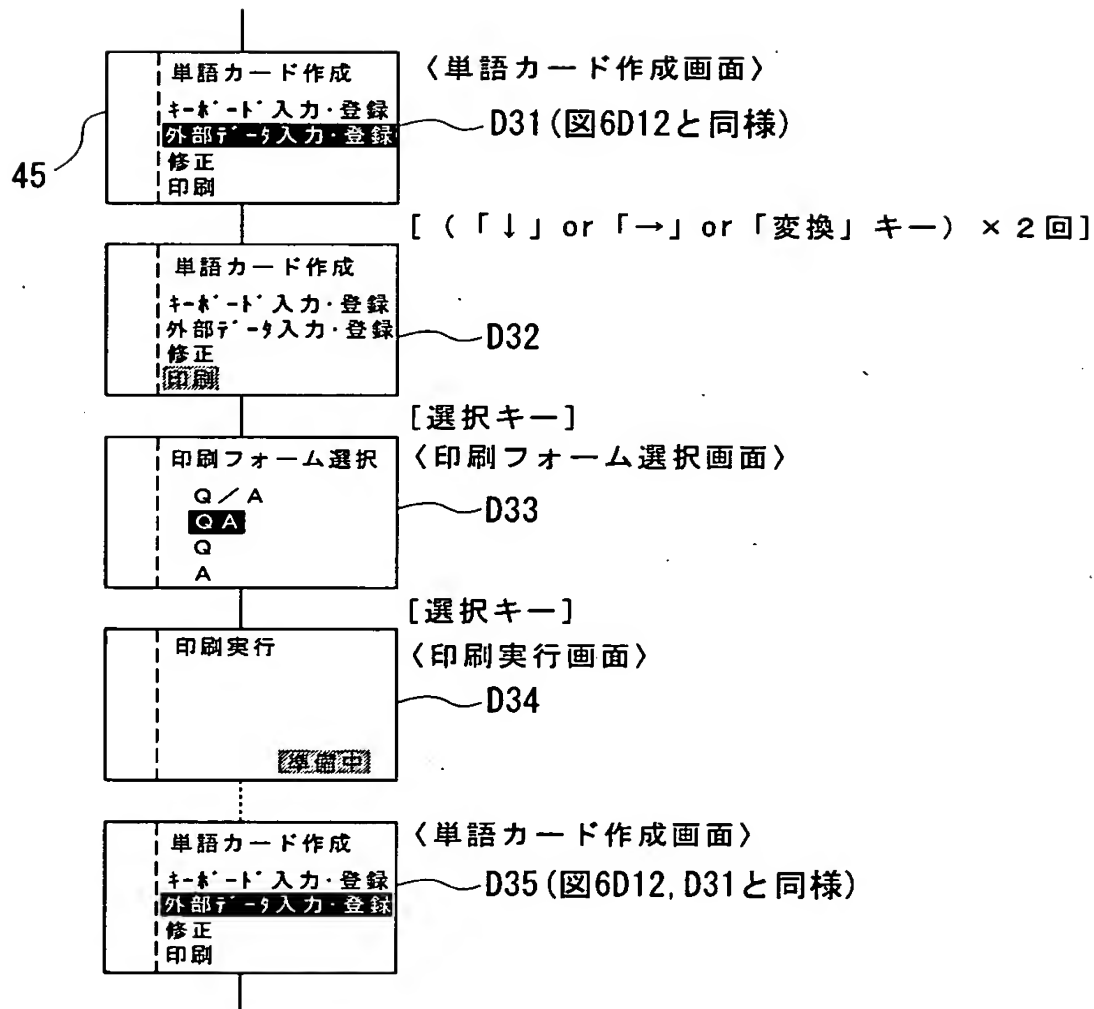 単語カード作成
キーボード入力・登録
外部データ入力・登録
修正
印刷
〈単語カード作成画面〉
D31(図6D12と同様)
45
[(「↓」or「→」or「変換」キー)×2回]
単語カード作成
キーボード入力・登録
外部データ入力・登録
修正
印刷
D32
[選択キー]
印刷フォーム選択
Q/A
QA
Q
A
〈印刷フォーム選択画面〉
D33
[選択キー]
印刷実行
準備中
〈印刷実行画面〉
D34
単語カード作成
キーボード入力・登録
外部データ入力・登録
修正
印刷
〈単語カード作成画面〉
D35(図6D12,D31と同様)